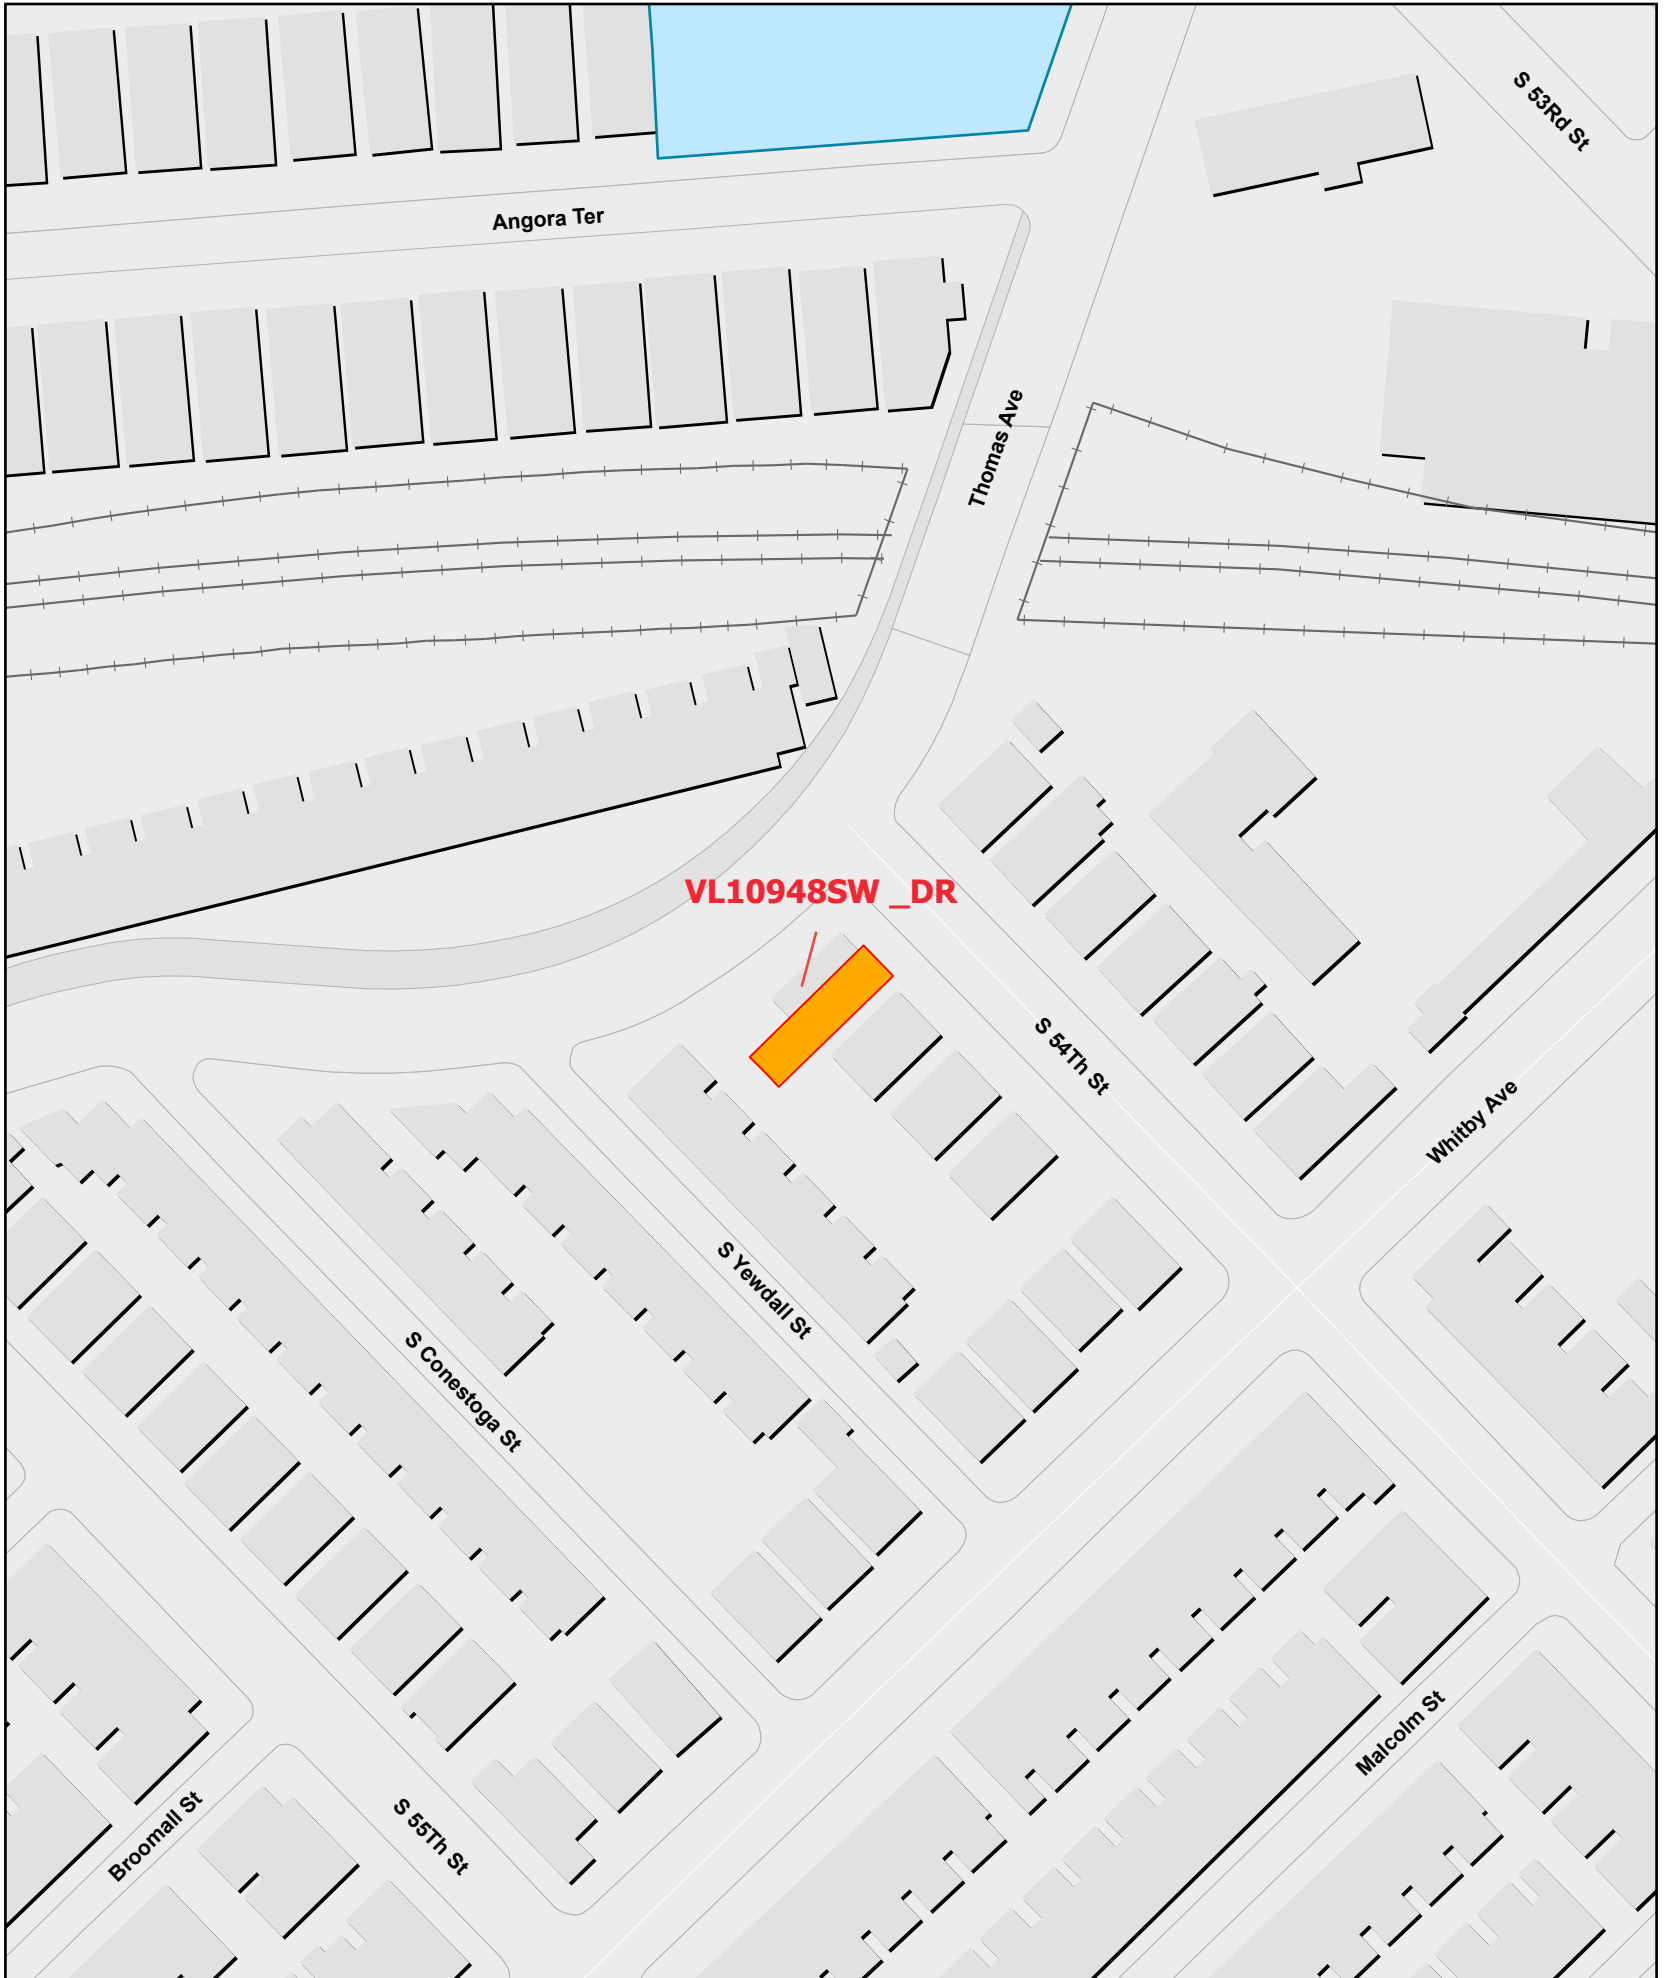 S 53Rd St
Angora Ter
Thomas Ave
VL10948SW _DR
S 54Th St
Whitby Ave
S Yewdall St
S Conestoga St
Malcolm St
Broomall St
S 55Th St